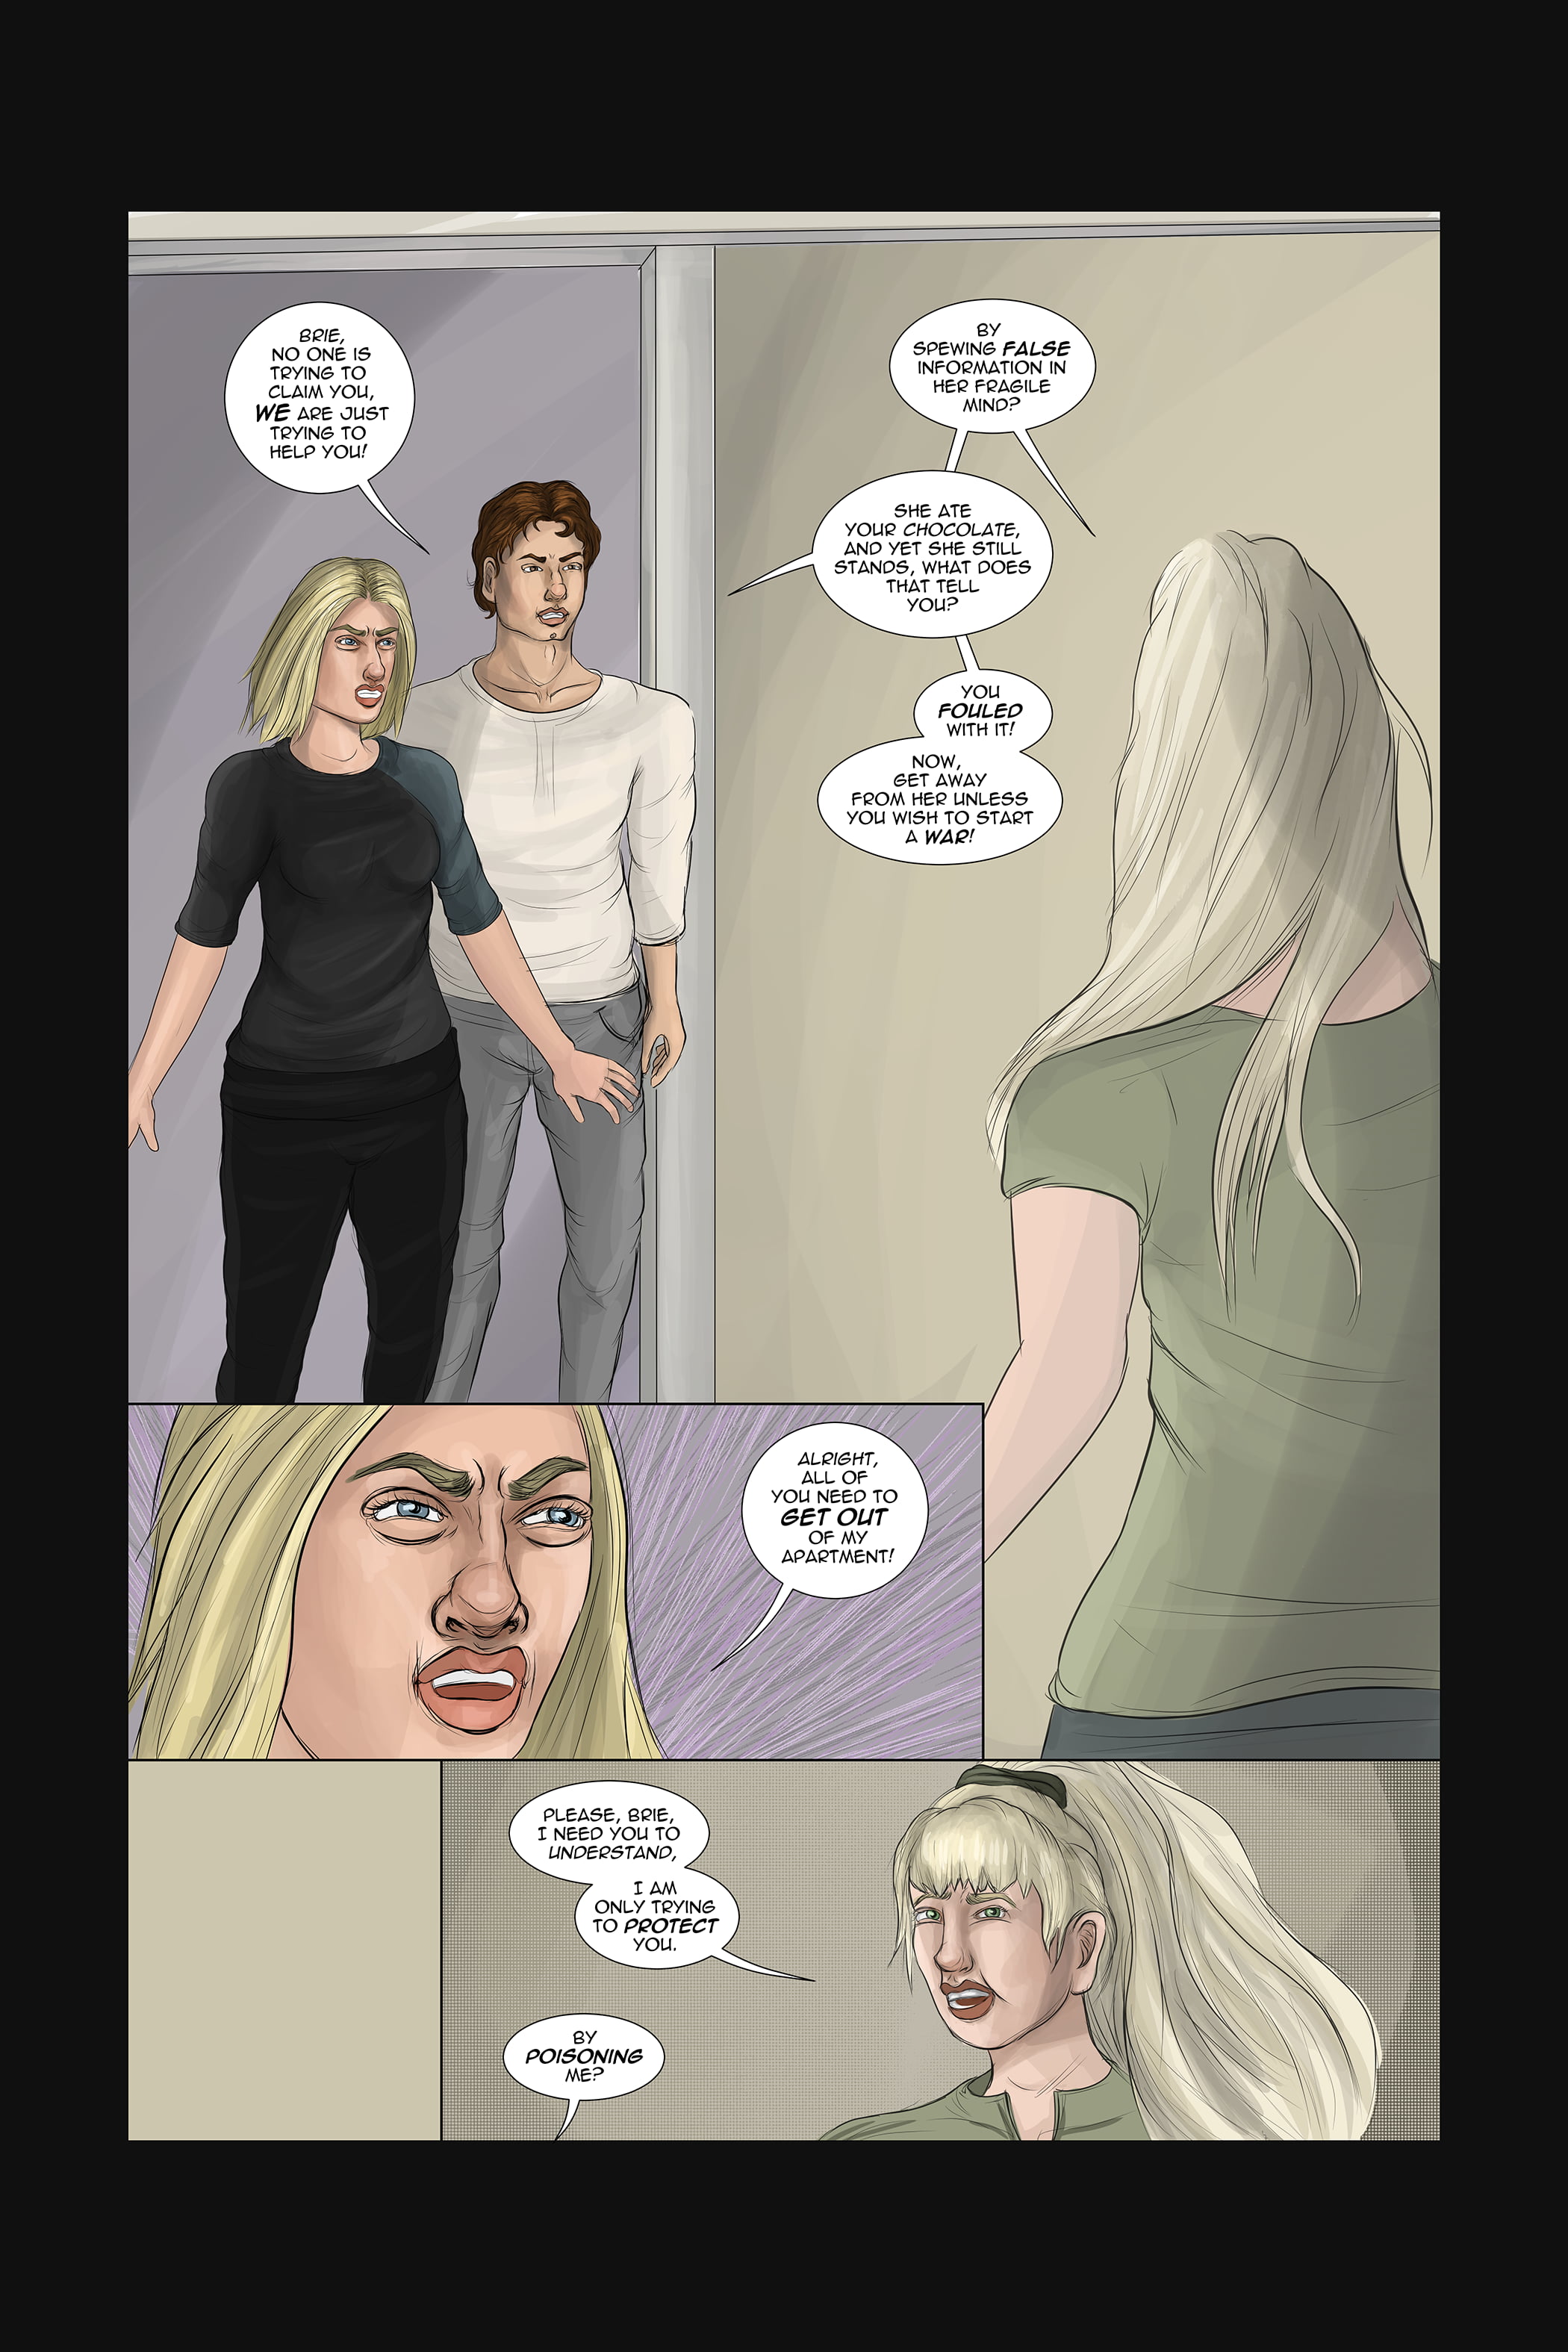 BRIE,
NO ONE IS
TRYING TO
CLAIM YOU,
WE ARE JUST
TRYING TO
HELP YOU!
BY
SPEWING FALSE
INFORMATION IN
HER FRAGILE
MIND?
SHE ATE
YOUR CHOCOLATE,
AND YET SHE STILL
STANDS, WHAT DOES
THAT TELL
YOU?
YOU
FOULED
WITH IT!
NOW,
GET AWAY
FROM HER UNLESS
YOU WISH TO START
A WAR!
ALRIGHT,
ALL OF
YOU NEED TO
GET OUT
OF MY
APARTMENT!
PLEASE, BRIE,
I NEED YOU TO
UNDERSTAND,
I AM
ONLY TRYING
TO PROTECT
YOU.
BY
POISONING
ME?